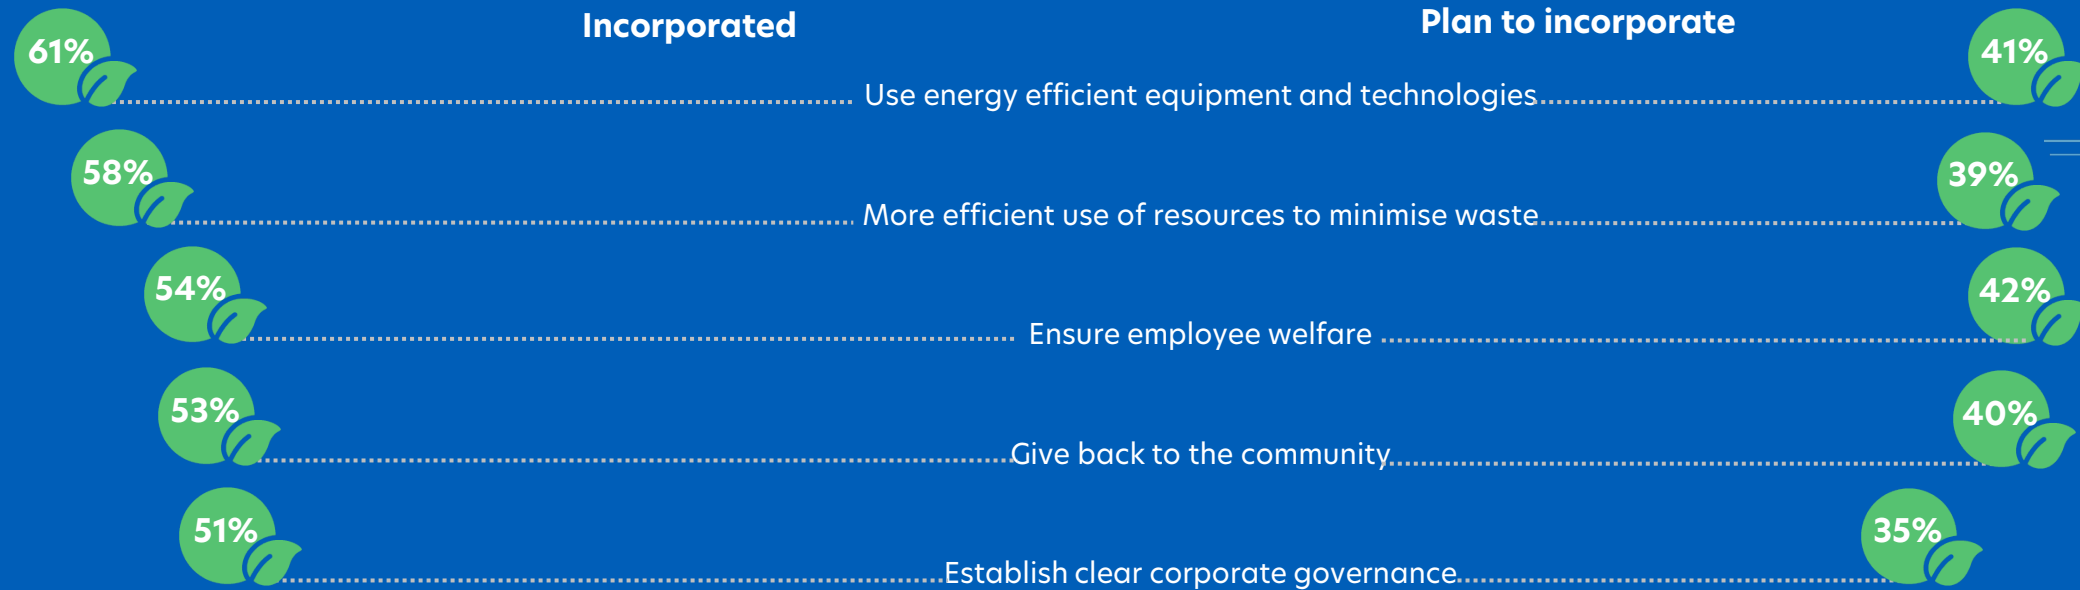 Incorporated
Plan to incorporate
61%
Use energy efficient equipment and technologies
41%
58%
More efficient use of resources to minimise waste
39%
54%
Ensure employee welfare
42%
53%
Give back to the community
40%
51%
Establish clear corporate governance
35%